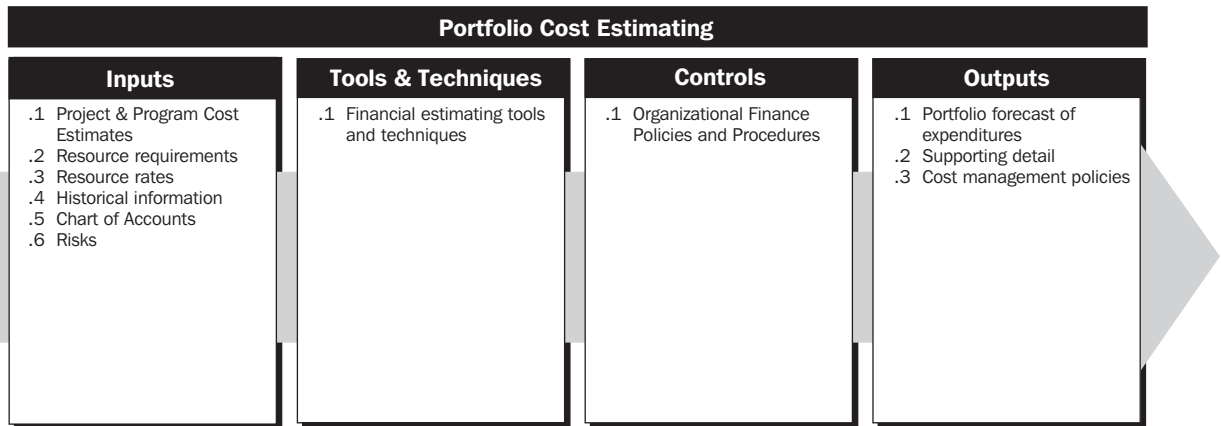 Portfolio Cost Estimating
Inputs
.1 Project & Program Cost
Estimates
.2 Resource requirements
.3 Resource rates
.4 Historical information
.5 Chart of Accounts
.6 Risks
Tools & Techniques
.1 Financial estimating tools
and techniques
Controls
.1 Organizational Finance
Policies and Procedures
Outputs
.1 Portfolio forecast of
expenditures
.2 Supporting detail
.3 Cost management policies